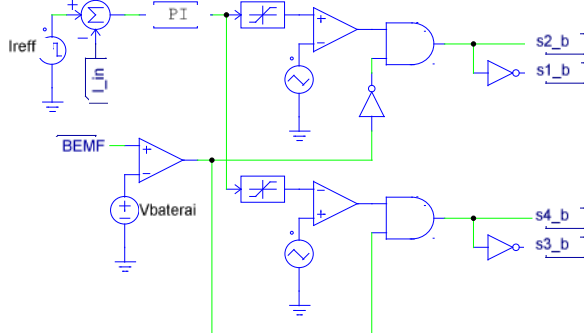 PI
s2_b
Ireff
I_in
s1_b
BEMF
Vbaterai
s4_b
s3_b